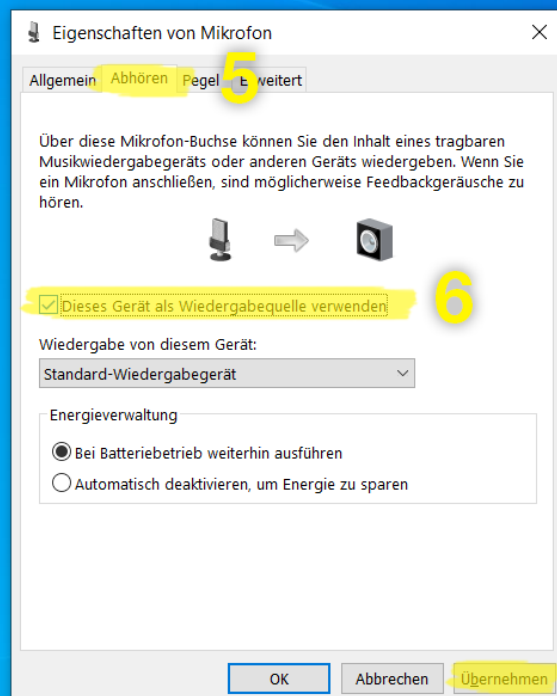 Eigenschaften von Mikrofon
Allgemein Abhören 5 Pegel Erweitert
Über diese Mikrofon-Buchse können Sie den Inhalt eines tragbaren
Musikwiedergabegeräts oder anderen Geräts wiedergeben. Wenn Sie
ein Mikrofon anschließen, sind möglicherweise Feedbackgeräusche zu
hören.
Dieses Gerät als Wiedergabequelle verwenden 6
Wiedergabe von diesem Gerät:
Standard-Wiedergabegerät
Energieverwaltung
Bei Batteriebetrieb weiterhin ausführen
Automatisch deaktivieren, um Energie zu sparen
OK Abbrechen Übernehmen